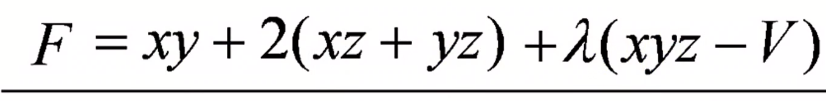 F = xy + 2(xz + yz) + λ(xyz − V)